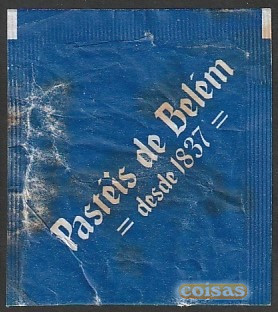 Pastéis de Belém
= desde 1837 =
coisas